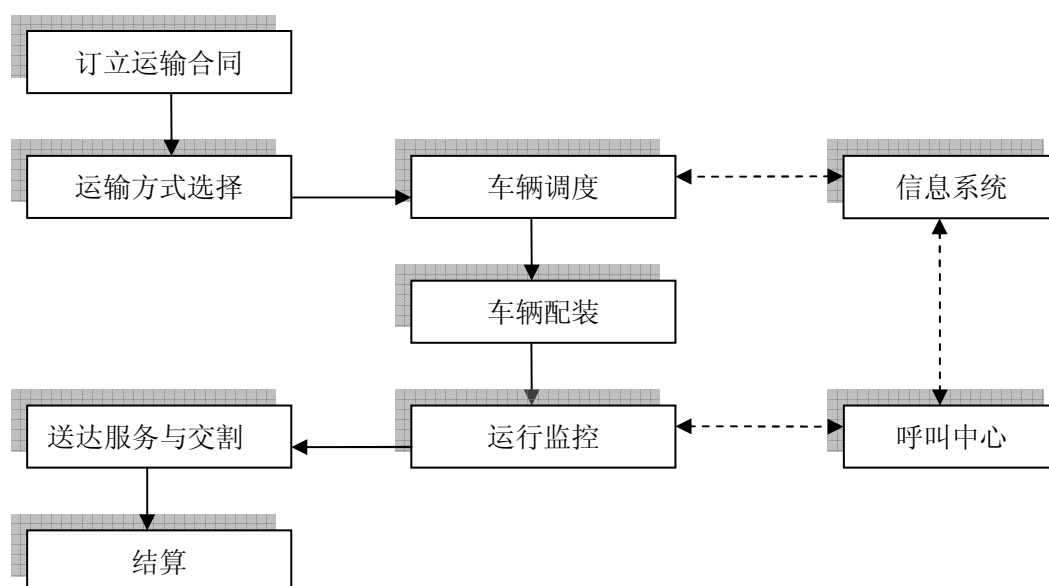 订立运输合同
运输方式选择
车辆调度
信息系统
车辆配装
送达服务与交割
运行监控
呼叫中心
结算